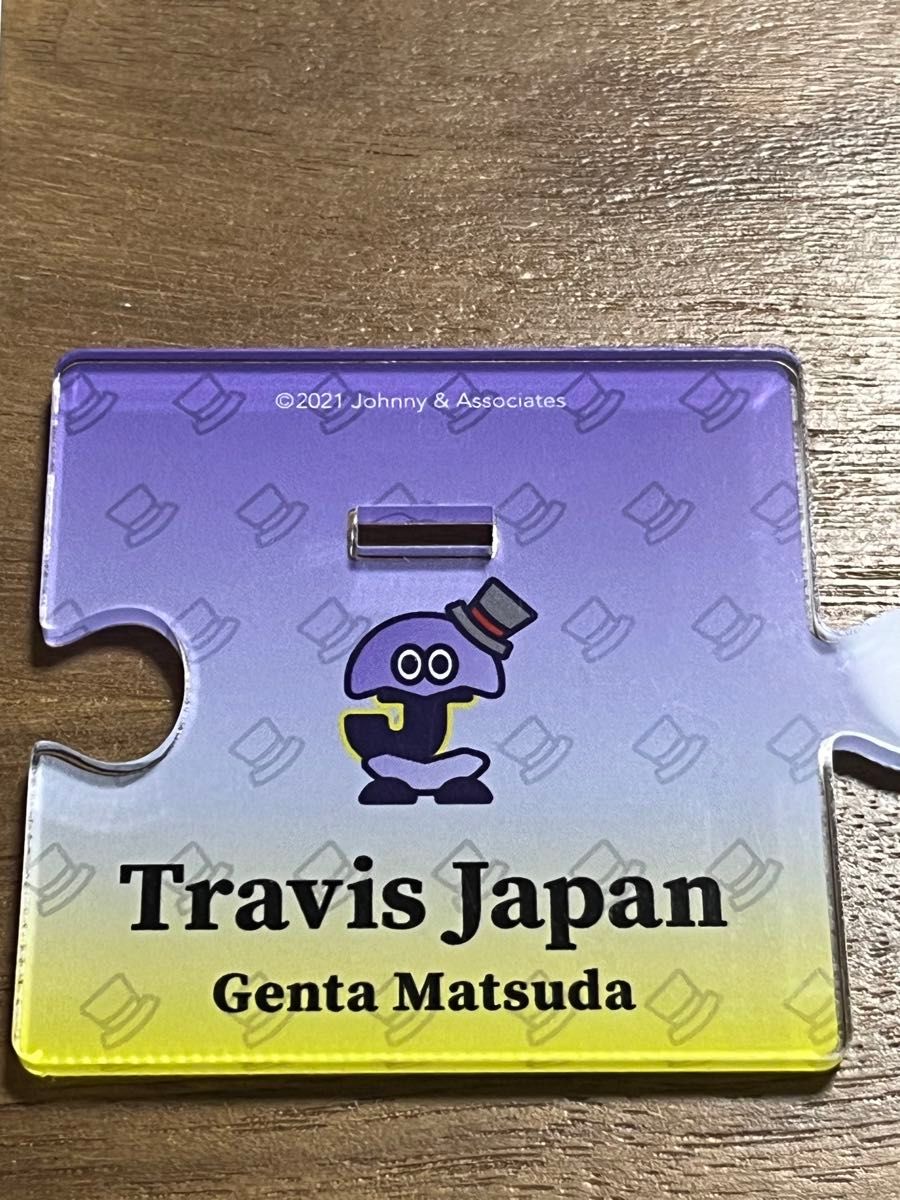 ©2021 Johnny & Associates
Travis Japan
Genta Matsuda